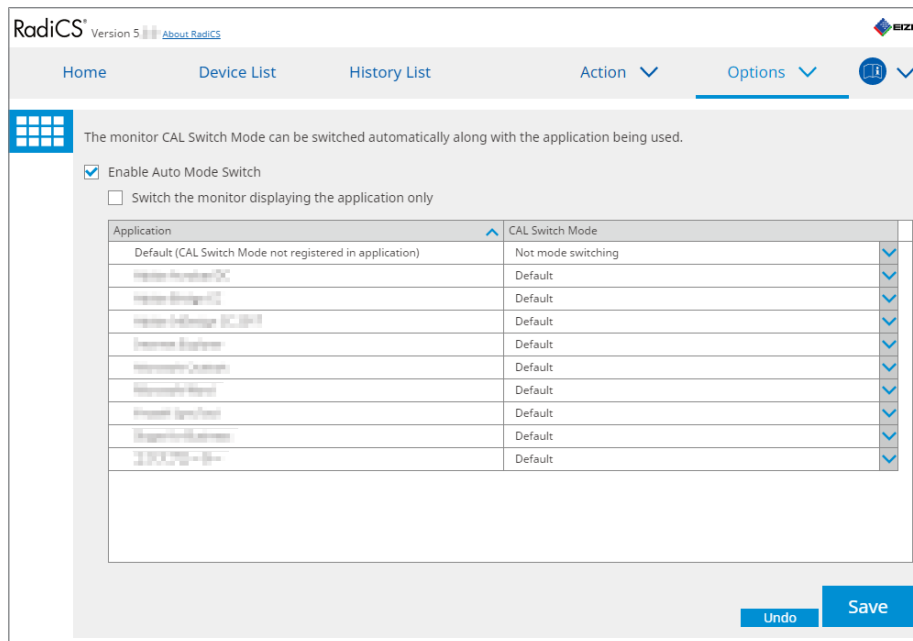 RadiCS® Version 5. About RadiCS
EIZ
Home Device List History List Action Options
The monitor CAL Switch Mode can be switched automatically along with the application being used.
Enable Auto Mode Switch
Switch the monitor displaying the application only
Application CAL Switch Mode
Default (CAL Switch Mode not registered in application) Not mode switching
Default
Default
Default
Default
Default
Default
Default
Default
Default
Undo Save